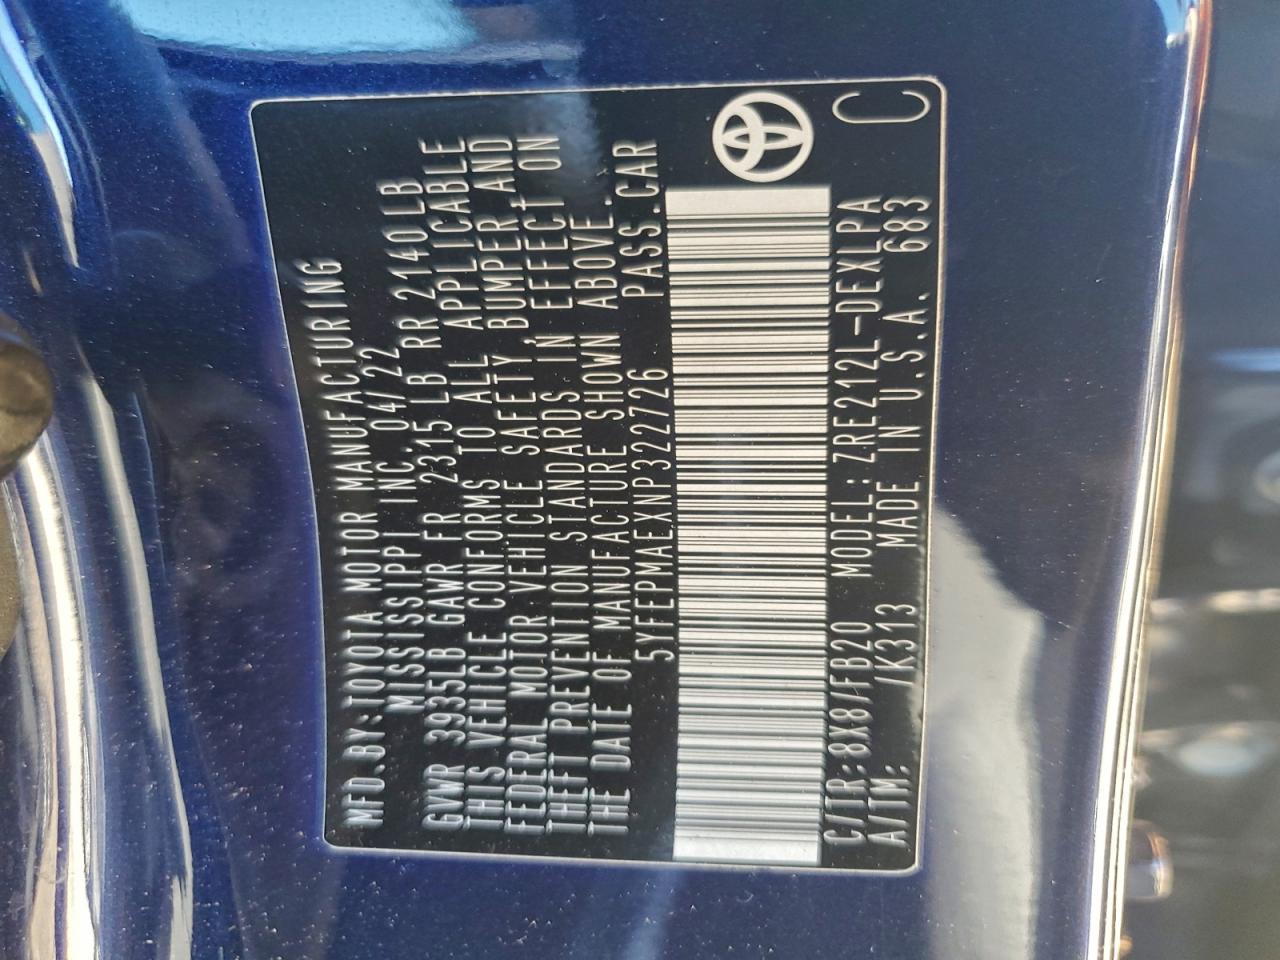 MFD.BY:TOYOTA MOTOR MANUFACTURING
MISSISSIPPI INC. 04/22
GVWR 3935LB GAWR FR 2315LB RR 2140LB
THIS VEHICLE CONFORMS TO ALL APPLICABLE
FEDERAL MOTOR VEHICLE SAFETY,BUMPER,AND
THEFT PREVENTION STANDARDS IN EFFECT ON
THE DATE OF MANUFACTURE SHOWN ABOVE.
5YFEPMAEXNP322726 PASS.CAR
C/TR:8X8/FB20 MODEL:ZRE212L-DEXLPA
A/TM: /K313 MADE IN U.S.A. 683
C